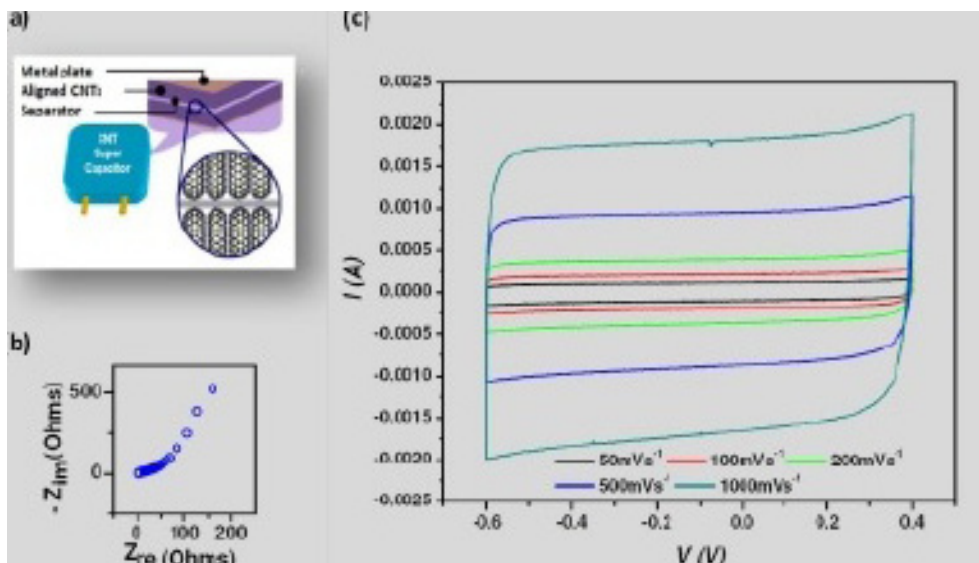 a)
Metal plate
Aligned CNTs
Separator
CNT
Super
Capacitor
b)
- Zim(Ohms)
500
0
0 100 200
Zre (Ohms)
(c)
I (A)
0.0025
0.0020
0.0015
0.0010
0.0005
0.0000
-0.0005
-0.0010
-0.0015
-0.0020
-0.0025
50mVs-1 100mVs-1 200mVs-1
500mVs-1 1000mVs-1
-0.6 -0.4 -0.2 0.0 0.2 0.4
V (V)